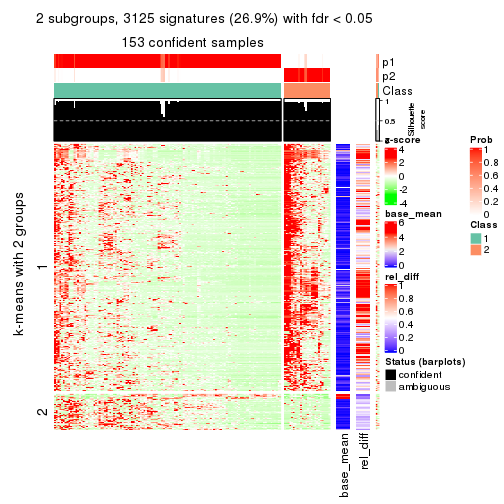 2 subgroups, 3125 signatures (26.9%) with fdr < 0.05
153 confident samples
p1
p2
Class
1
0.5
Silhouette
score
k-means with 2 groups
1
2
base_mean
rel_diff
z-score
4
2
0
-2
-4
base_mean
6
4
2
0
rel_diff
1
0.8
0.6
0.4
0.2
0
Status (barplots)
confident
ambiguous
Prob
1
0.8
0.6
0.4
0.2
0
Class
1
2